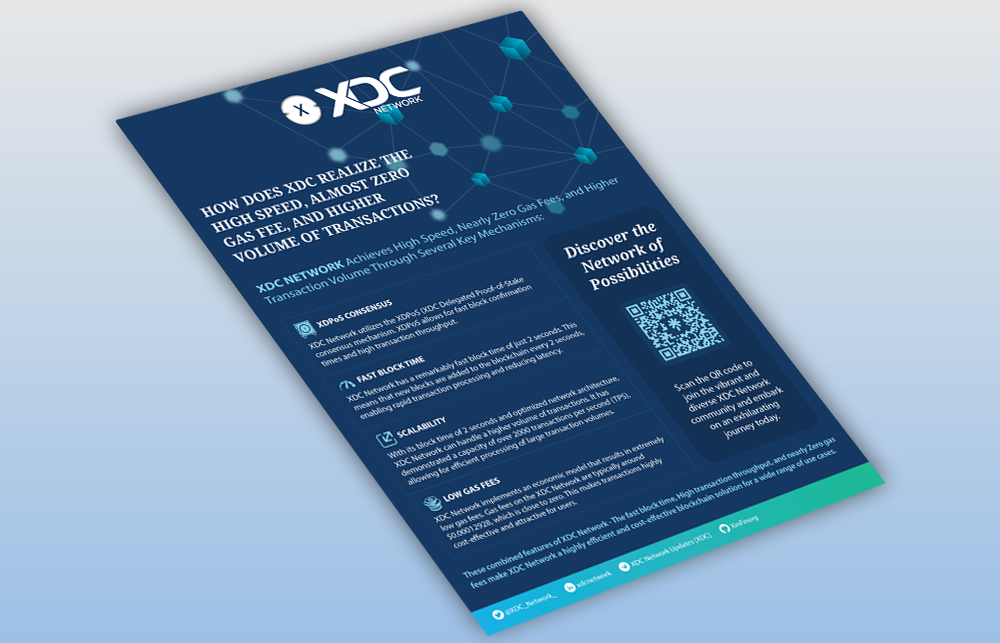 X XDC
NETWORK
HOW DOES XDC REALIZE THE
HIGH SPEED, ALMOST ZERO
GAS FEE, AND HIGHER
VOLUME OF TRANSACTIONS?
XDC NETWORK Achieves High Speed, Nearly Zero Gas Fees, and Higher
Transaction Volume Through Several Key Mechanisms:
XDPoS CONSENSUS
XDC Network utilizes the XDPoS (XDC Delegated Proof-of-Stake
consensus mechanism. XDPoS allows for fast block confirmation
times and high transaction throughput.
FAST BLOCK TIME
XDC Network has a remarkably fast block time of just 2 seconds. This
means that new blocks are added to the blockchain every 2 seconds,
enabling rapid transaction processing and reducing latency.
SCALABILITY
With its block time of 2 seconds and optimized network architecture,
XDC Network can handle a higher volume of transactions. It has
demonstrated a capacity of over 2000 transactions per second (TPS),
allowing for efficient processing of large transaction volumes.
LOW GAS FEES
XDC Network implements an economic model that results in extremely
low gas fees. Gas fees on the XDC Network are typically around
$0.00012928, which is close to zero. This makes transactions highly
cost-effective and attractive for users.
Discover the
Network of
Possibilities
Scan the QR code to
join the vibrant and
diverse XDC Network
community and embark
on an exhilarating
journey today.
These combined features of XDC Network - The fast block time, High transaction throughput, and nearly Zero gas
fees make XDC Network a highly efficient and cost-effective blockchain solution for a wide range of use cases.
@XDC_Network_
xdcnetwork
XDC Network Updates (XDC)
XinFinorg